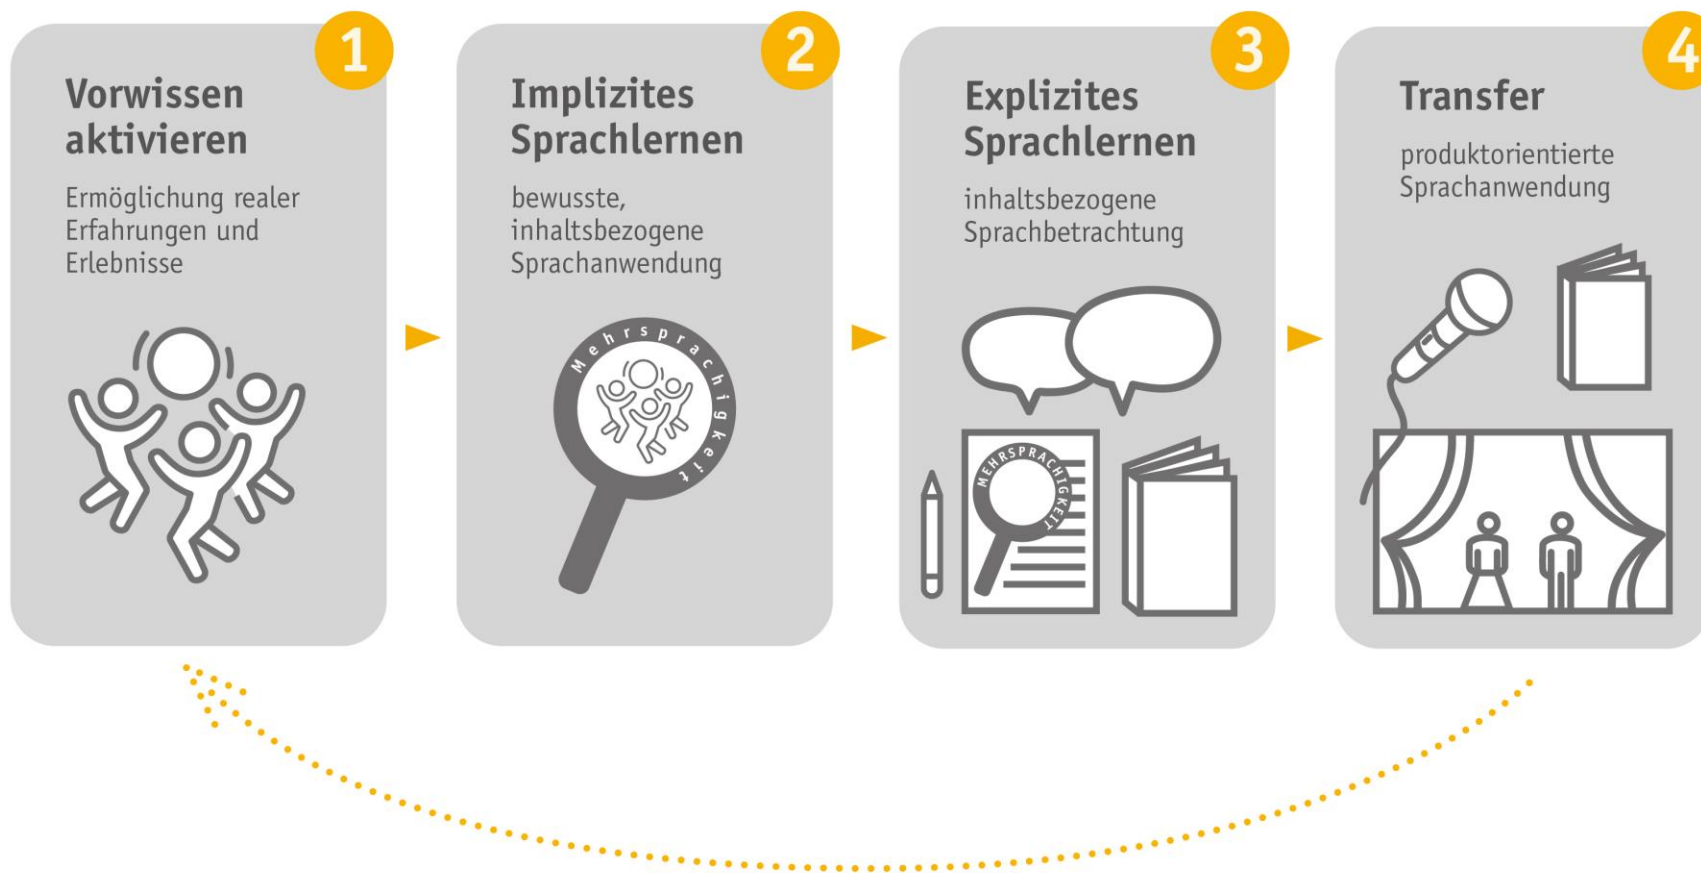 1
Vorwissen
aktivieren
Ermöglichung realer
Erfahrungen und
Erlebnisse
2
Implizites
Sprachlernen
bewusste,
inhaltsbezogene
Sprachanwendung
Mehrsprachigkeit
3
Explizites
Sprachlernen
inhaltsbezogene
Sprachbetrachtung
MEHRSPRACHIGKEIT
4
Transfer
produktorientierte
Sprachanwendung